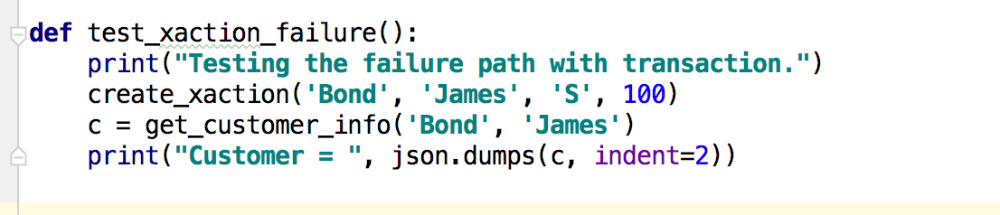 def test_xaction_failure():
    print("Testing the failure path with transaction.")
    create_xaction('Bond', 'James', 'S', 100)
    c = get_customer_info('Bond', 'James')
    print("Customer = ", json.dumps(c, indent=2))